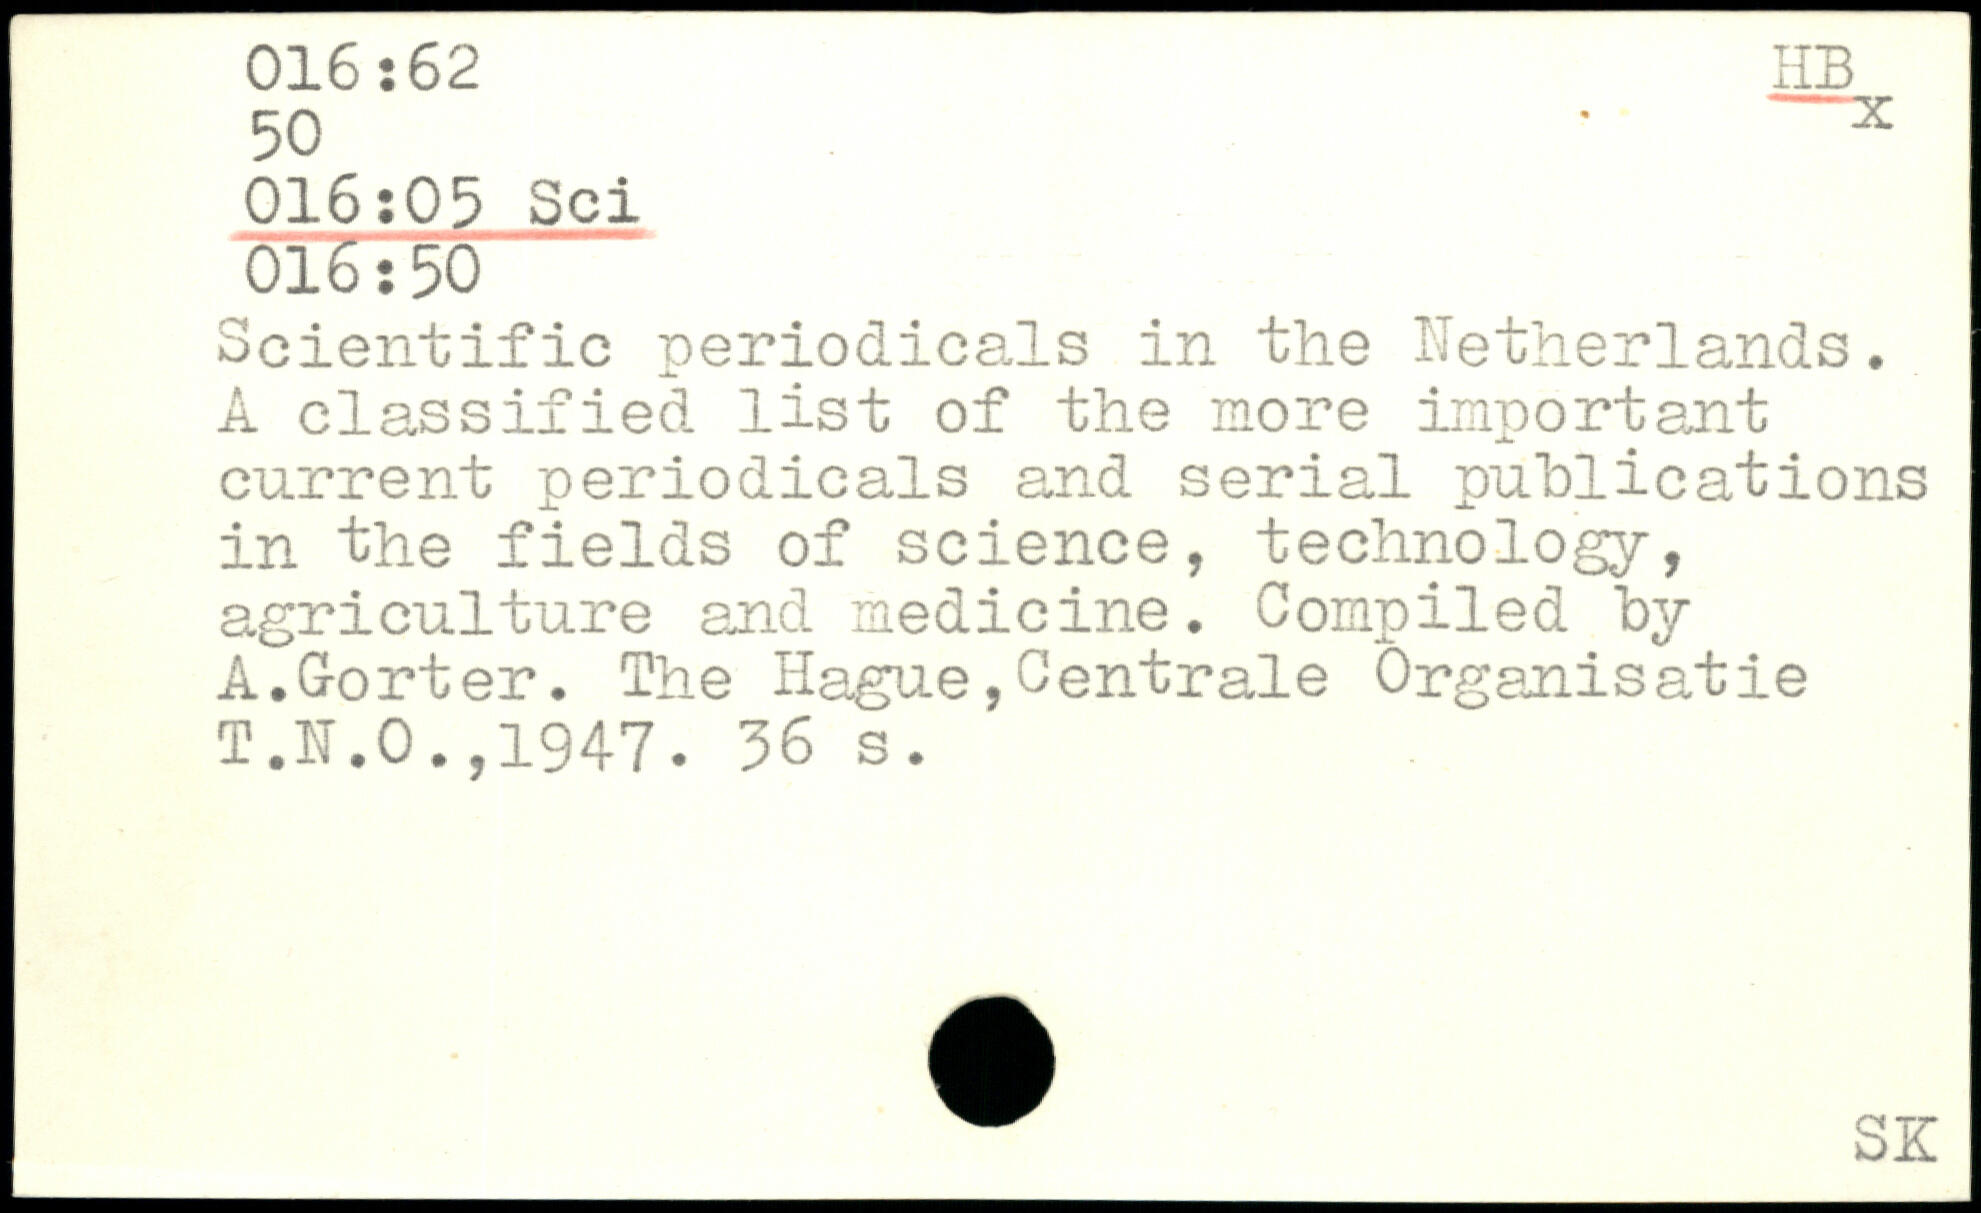 016:62
HB
x
50
016:05 Sci
016:50
Scientific periodicals in the Netherlands.
A classified list of the more important
current periodicals and serial publications
in the fields of science, technology,
agriculture and medicine. Compiled by
A.Gorter. The Hague,Centrale Organisatie
T.N.O.,1947. 36 s.
SK